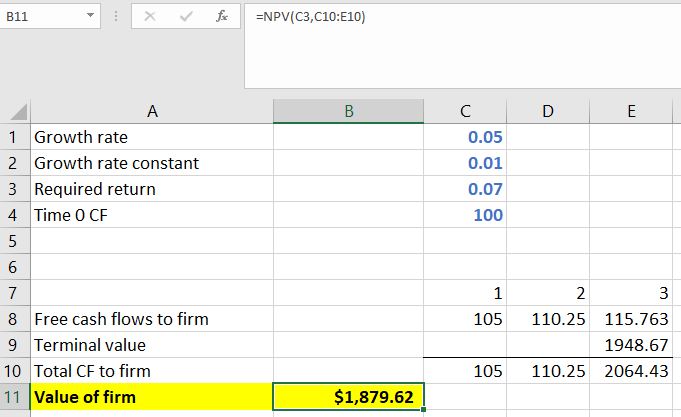 B11 fx =NPV(C3,C10:E10)
A B C D E
1 Growth rate 0.05
2 Growth rate constant 0.01
3 Required return 0.07
4 Time 0 CF 100
5
6
7 1 2 3
8 Free cash flows to firm 105 110.25 115.763
9 Terminal value 1948.67
10 Total CF to firm 105 110.25 2064.43
11 Value of firm $1,879.62